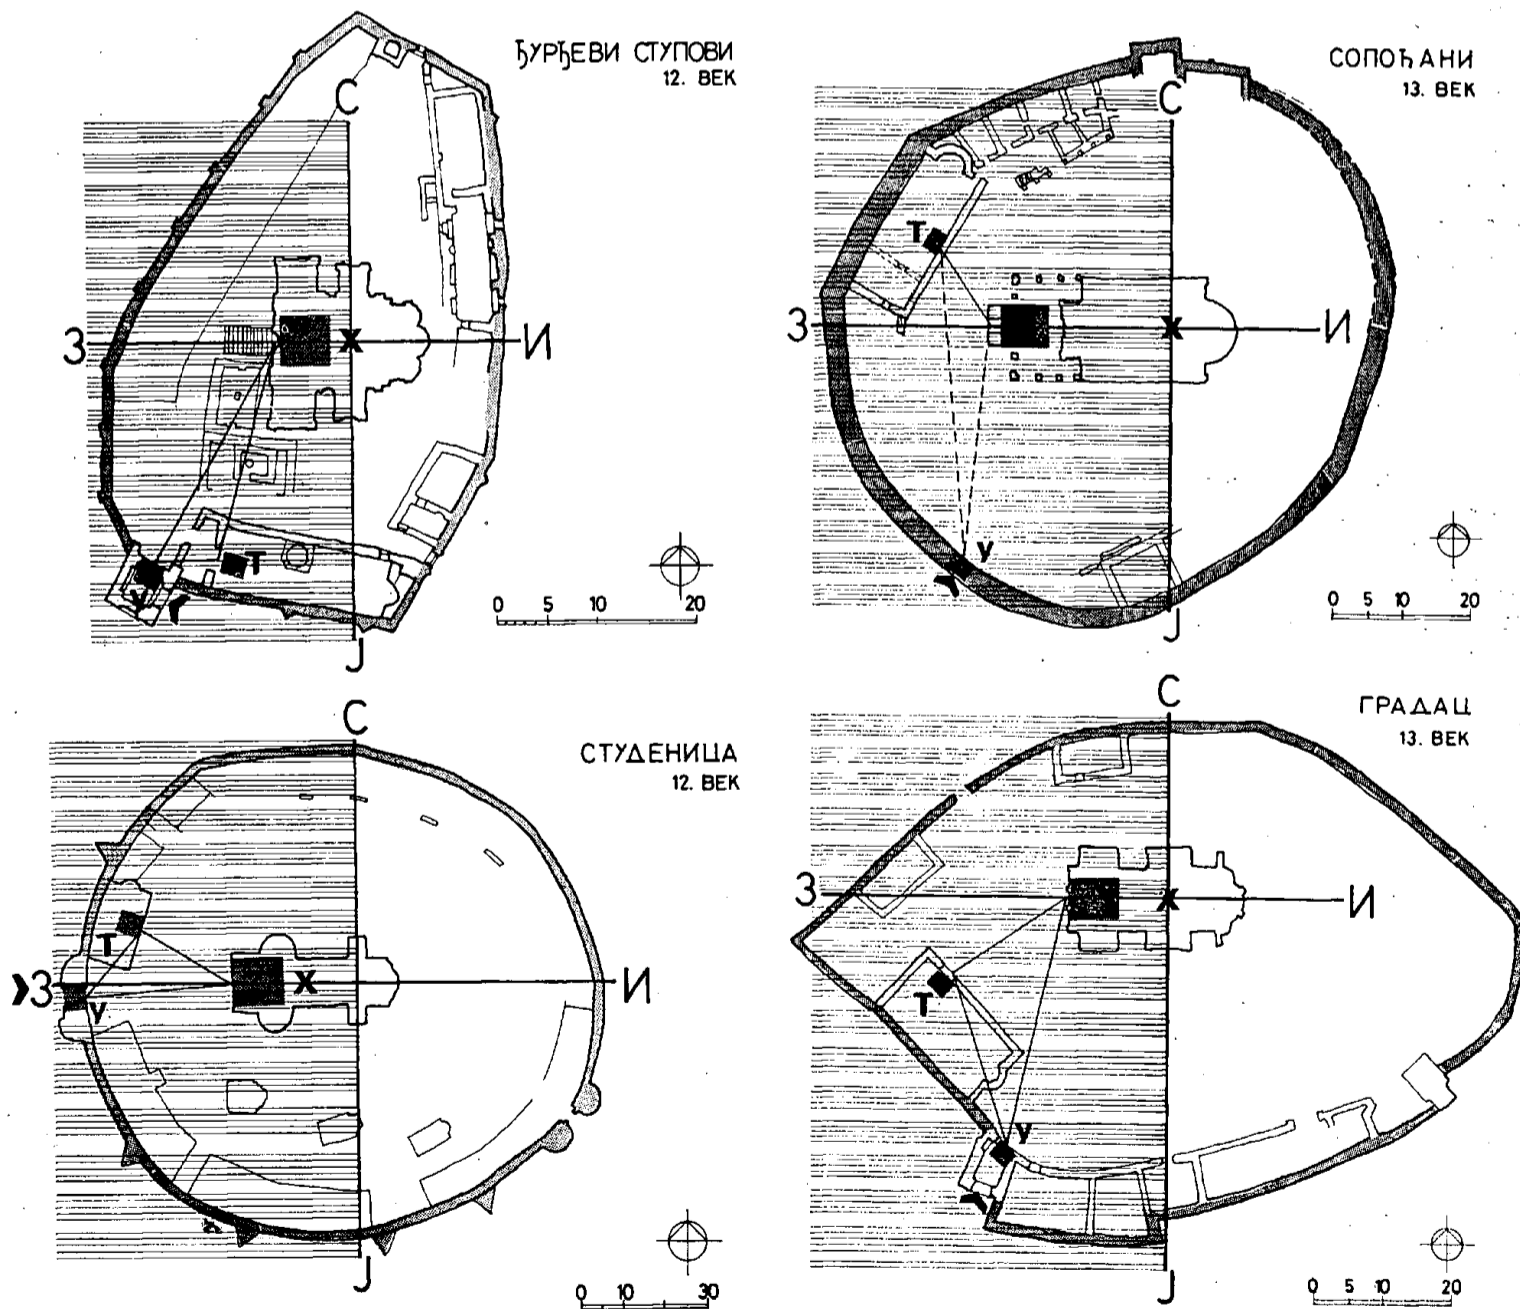 ЂУРЂЕВИ СТУПОВИ
12. ВЕК
С
З
Х
И
Т
У
Ј
0 5 10 20
СОПОЋАНИ
13. ВЕК
С
Т
З
Х
И
У
Ј
0 5 10 20
СТУДЕНИЦА
12. ВЕК
С
Т
З
Х
И
У
Ј
0 10 30
ГРАДАЦ
13. ВЕК
С
З
Х
И
Т
У
Ј
0 5 10 20